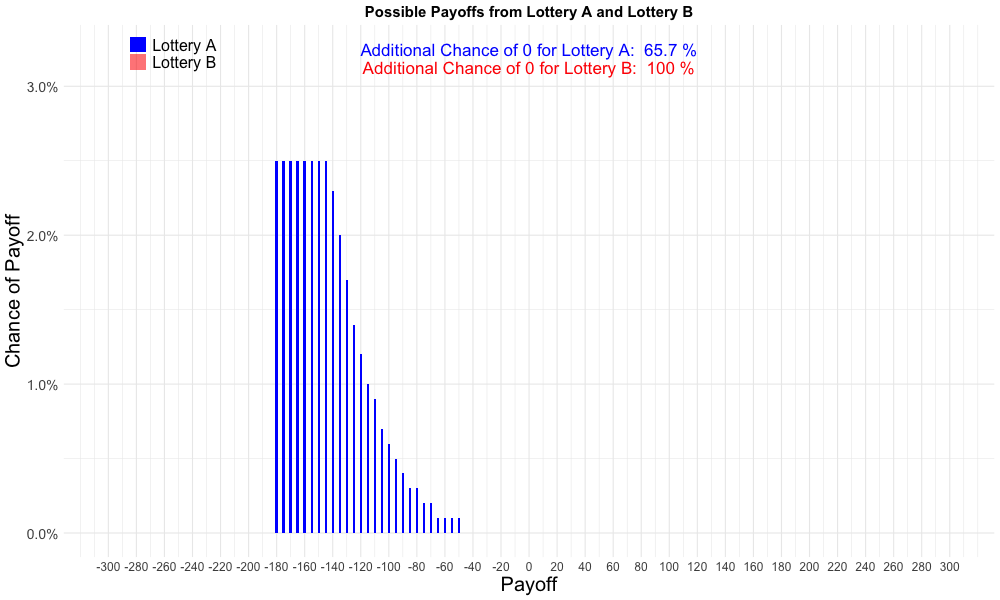 Possible Payoffs from Lottery A and Lottery B
Lottery A
Lottery B
Additional Chance of 0 for Lottery A:  65.7 %
Additional Chance of 0 for Lottery B:  100 %
3.0%
2.0%
1.0%
0.0%
Chance of Payoff
-300 -280 -260 -240 -220 -200 -180 -160 -140 -120 -100 -80 -60 -40 -20 0 20 40 60 80 100 120 140 160 180 200 220 240 260 280 300
Payoff